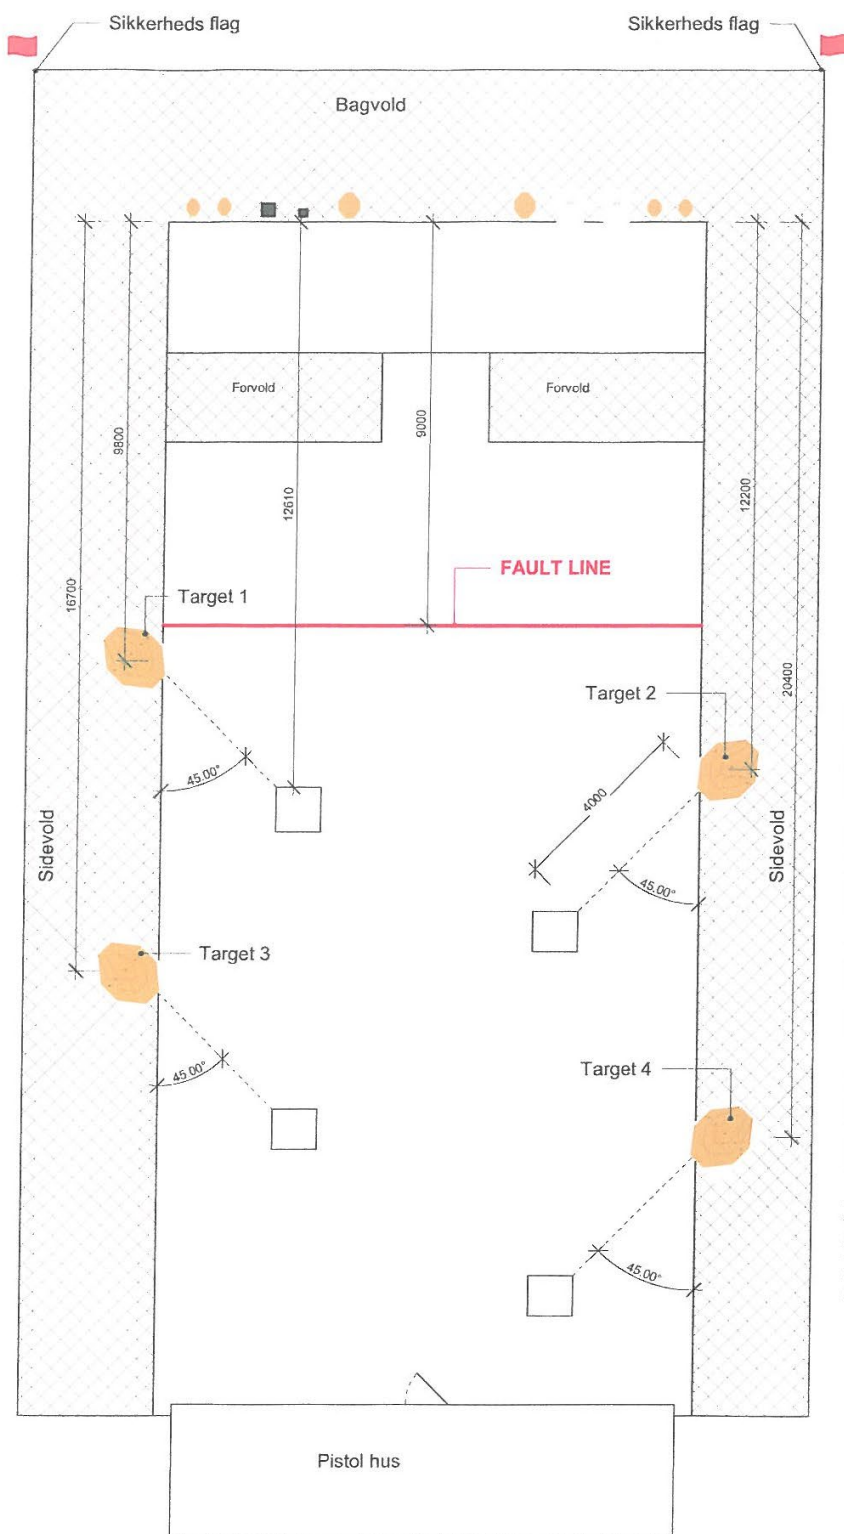 Sikkerheds flag
Sikkerheds flag
Bagvold
Forvold
Forvold
9800
9000
12610
12200
16700
FAULT LINE
Target 1
20400
Target 2
45.00°
4000
Sidevold
Sidevold
45.00°
Target 3
45.00°
Target 4
45.00°
Pistol hus